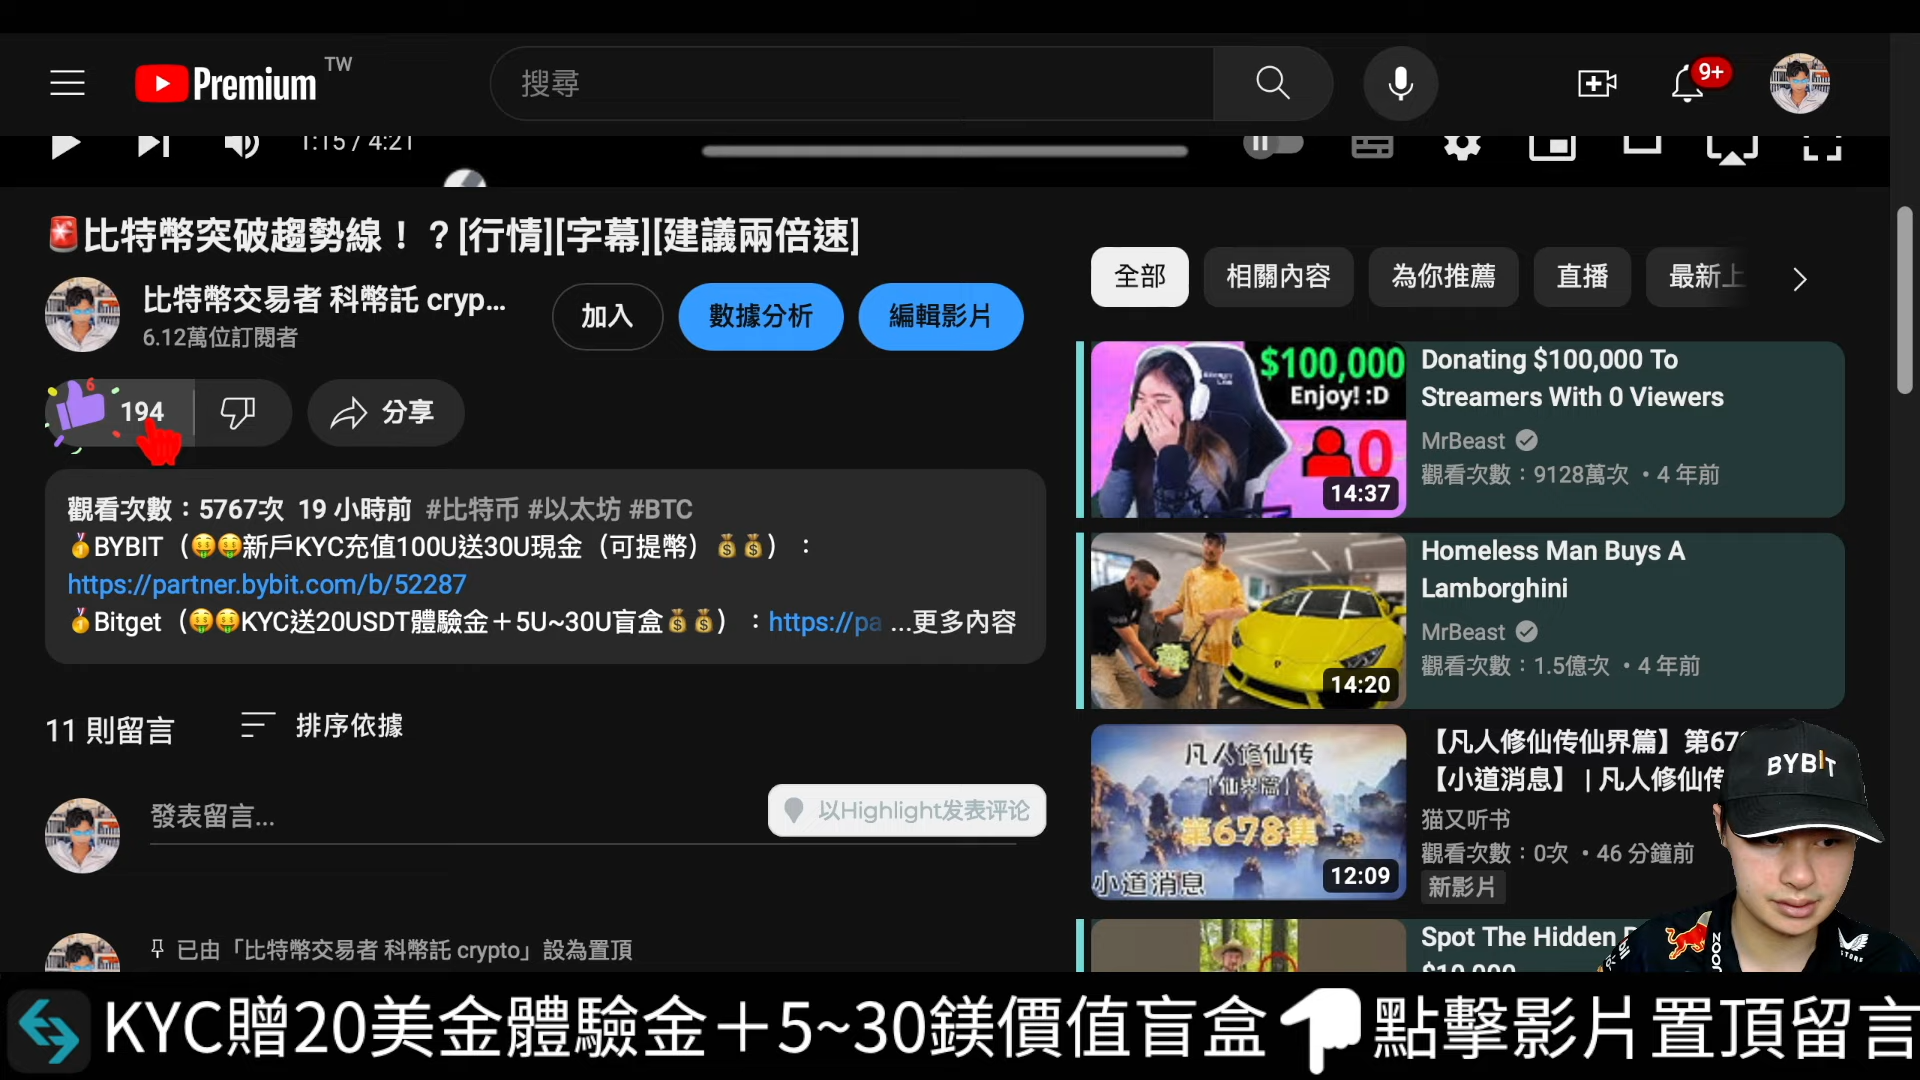 Premium TW
搜尋
9+
1:15 / 4:21
🚨比特幣突破趨勢線！？[行情][字幕][建議兩倍速]
比特幣交易者 科幣託 cryp...
6.12萬位訂閱者
加入
數據分析
編輯影片
6
194
分享
觀看次數：5767次 19 小時前 #比特币 #以太坊 #BTC
🥇BYBIT（🤑🤑新戶KYC充值100U送30U現金（可提幣）💰💰）：
https://partner.bybit.com/b/52287
🥇Bitget（🤑🤑KYC送20USDT體驗金＋5U~30U盲盒💰💰）：https://pa ...更多內容
11 則留言
排序依據
發表留言...
以Highlight发表评论
已由「比特幣交易者 科幣託 crypto」設為置頂
全部
相關內容
為你推薦
直播
最新上
$100,000
Enjoy! :D
0
14:37
Donating $100,000 To
Streamers With 0 Viewers
MrBeast
觀看次數：9128萬次 ・4 年前
14:20
Homeless Man Buys A
Lamborghini
MrBeast
觀看次數：1.5億次 ・4 年前
凡人修仙传
【仙界篇】
第678集
小道消息
12:09
【凡人修仙传仙界篇】第67
【小道消息】 | 凡人修仙传
猫又听书
觀看次數：0次 ・46 分鐘前
新影片
Spot The Hidden
$10,000
BYBIT
KYC贈20美金體驗金＋5~30鎂價值盲盒👇點擊影片置頂留言